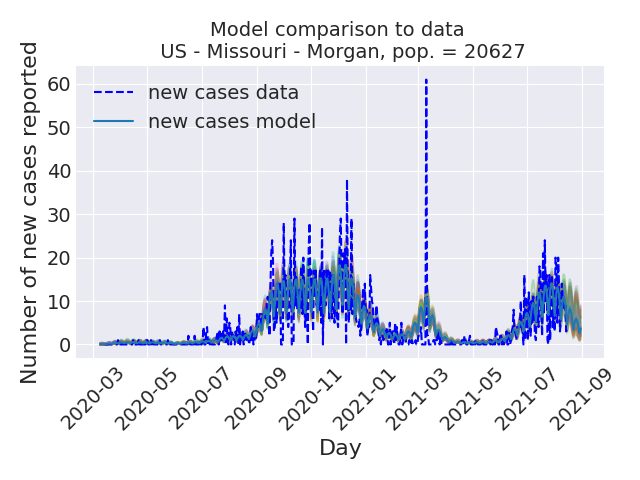 Model comparison to data
US - Missouri - Morgan, pop. = 20627
Number of new cases reported
60
50
40
30
20
10
0
new cases data
new cases model
2020-03
2020-05
2020-07
2020-09
2020-11
2021-01
2021-03
2021-05
2021-07
2021-09
Day